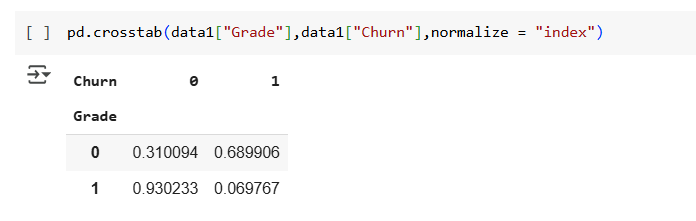 [ ] pd.crosstab(data1["Grade"],data1["Churn"],normalize = "index")
Churn 0 1
Grade
0 0.310094 0.689906
1 0.930233 0.069767